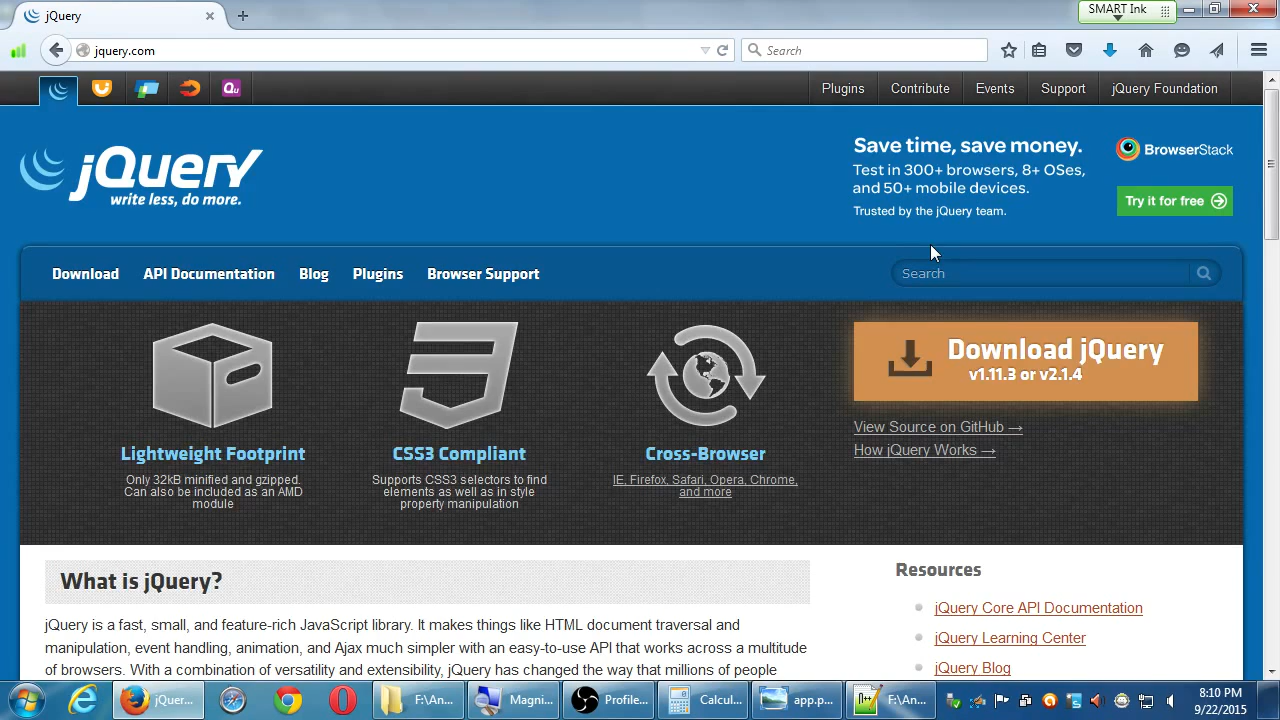 jQuery
SMART Ink
jquery.com
Search
Qu
Plugins
Contribute
Events
Support
jQuery Foundation
jQuery
write less, do more.
Save time, save money.
Test in 300+ browsers, 8+ OSes,
and 50+ mobile devices.
Trusted by the jQuery team.
BrowserStack
Try it for free
Download
API Documentation
Blog
Plugins
Browser Support
Search
Lightweight Footprint
Only 32kB minified and gzipped.
Can also be included as an AMD
module
CSS3 Compliant
Supports CSS3 selectors to find
elements as well as in style
property manipulation
Cross-Browser
IE, Firefox, Safari, Opera, Chrome,
and more
Download jQuery
v1.11.3 or v2.1.4
View Source on GitHub →
How jQuery Works →
What is jQuery?
jQuery is a fast, small, and feature-rich JavaScript library. It makes things like HTML document traversal and
manipulation, event handling, animation, and Ajax much simpler with an easy-to-use API that works across a multitude
of browsers. With a combination of versatility and extensibility, jQuery has changed the way that millions of people
Resources
jQuery Core API Documentation
jQuery Learning Center
jQuery Blog
jQuer...
F:\An...
Magni...
Profile...
Calcul...
app.p...
F:\An...
8:10 PM
9/22/2015